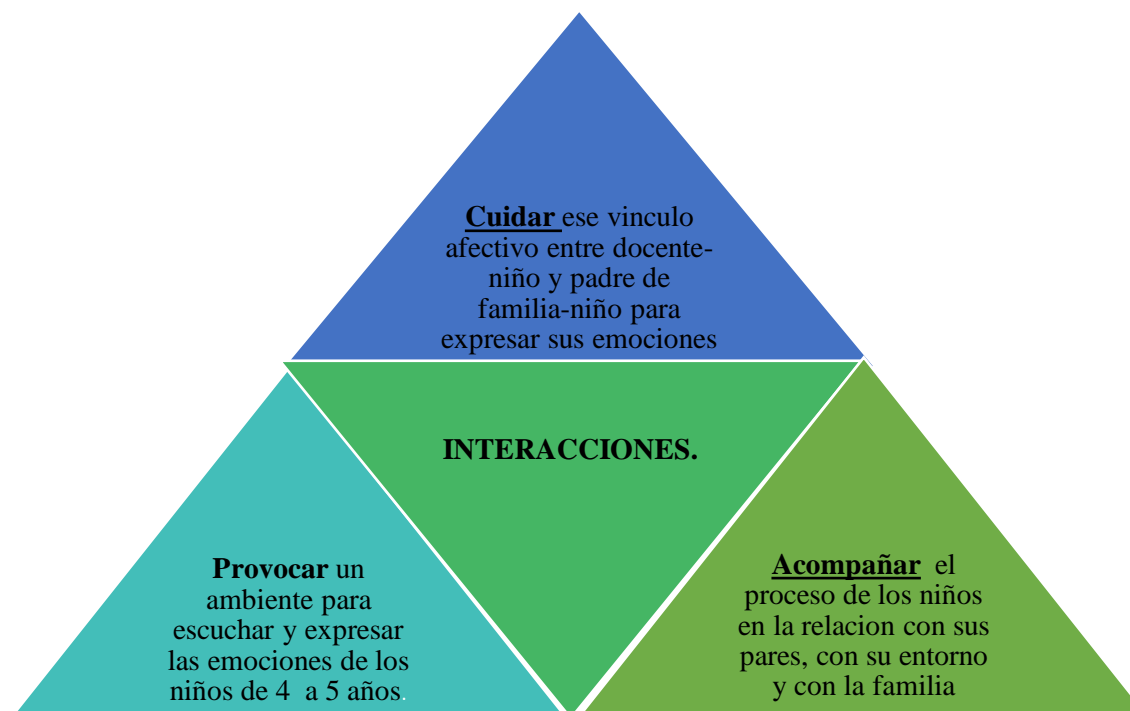 Cuidar ese vinculo
afectivo entre docente-
niño y padre de
familia-niño para
expresar sus emociones
INTERACCIONES.
Provocar un
ambiente para
escuchar y expresar
las emociones de los
niños de 4 a 5 años.
Acompañar el
proceso de los niños
en la relacion con sus
pares, con su entorno
y con la familia